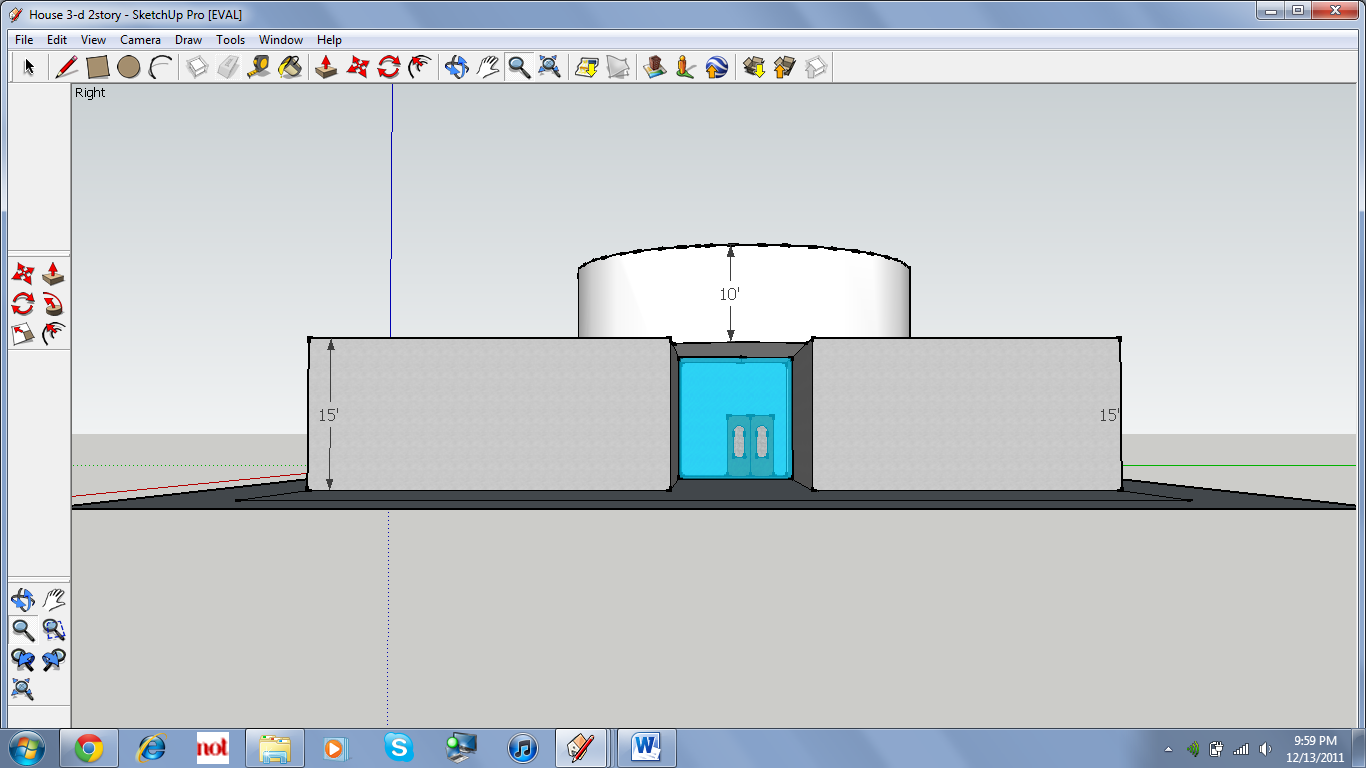 House 3-d 2story - SketchUp Pro [EVAL]
File Edit View Camera Draw Tools Window Help
Right
10'
15'
15'
not
9:59 PM
12/13/2011